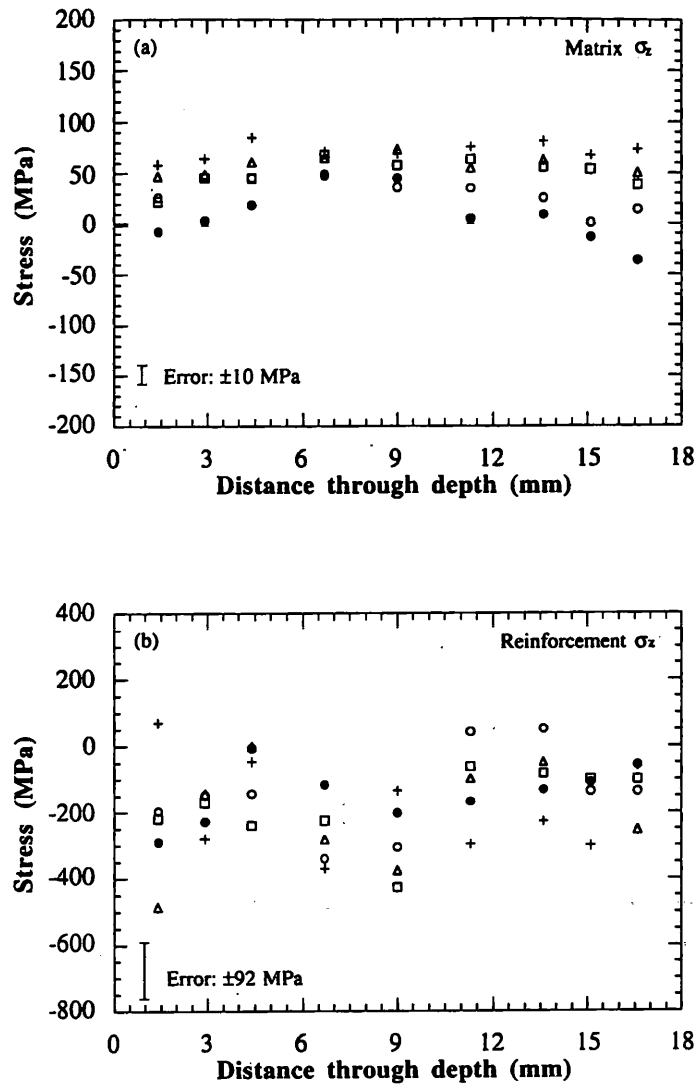 200
(a)
Matrix σz
150
100
50
0
-50
-100
-150
Error: ±10 MPa
-200
Stress (MPa)
0 3 6 9 12 15 18
Distance through depth (mm)
400
(b)
Reinforcement σz
200
0
-200
-400
-600
Error: ±92 MPa
-800
Stress (MPa)
0 3 6 9 12 15 18
Distance through depth (mm)